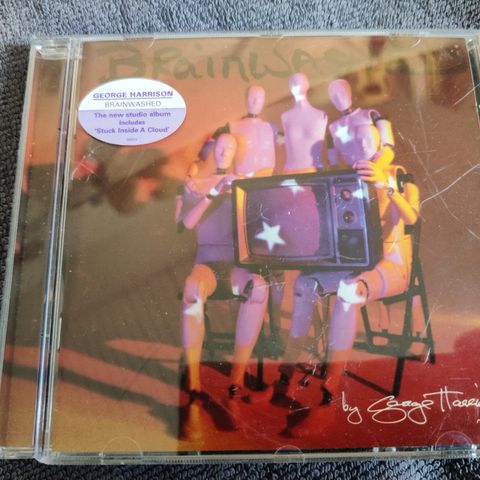 BRAINWASHED
GEORGE HARRISON
BRAINWASHED
The new studio album
Includes
'Stuck Inside A Cloud'
by George Harrison